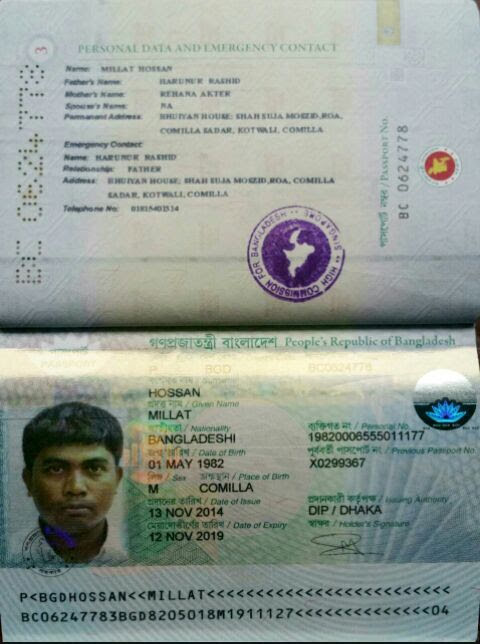 PERSONAL DATA AND EMERGENCY CONTACT
3
Name: MILLAT HOSSAN
Father's Name: HARUNUR RASHID
Mother's Name: REHANA AKTER
Spouse's Name: NA
Permanent Address: BHUIYAN HOUSE; SHAH SUJA MOSZID,ROA,
COMILLA SADAR, KOTWALI, COMILLA
Emergency Contact:
Name: HARUNUR RASHID
Relationship: FATHER
Address: BHUIYAN HOUSE; SHAH SUJA MOSZID,ROA, COMILLA
SADAR, KOTWALI, COMILLA
Telephone No:
পাসপোর্ট নম্বর / PASSPORT No.
BC 0624778
HIGH COMMISSION FOR BANGLADESH
SINGAPORE
গণপ্রজাতন্ত্রী বাংলাদেশ People's Republic of Bangladesh
PASSPORT
P BGD BC0624778
HOSSAN
প্রদত্ত নাম / Given Name
MILLAT
জাতীয়তা / Nationality
BANGLADESHI
ব্যক্তিগত নং / Personal No.
19820006555011177
জন্ম তারিখ / Date of Birth
01 MAY 1982
পূর্ববর্তী পাসপোর্ট নং / Previous Passport No.
X0299367
লিঙ্গ / Sex জন্মস্থান / Place of Birth
M COMILLA
প্রদানের তারিখ / Date of Issue
13 NOV 2014
প্রদানকারী কর্তৃপক্ষ / Issuing Authority
DIP / DHAKA
মেয়াদোত্তীর্ণের তারিখ / Date of Expiry
12 NOV 2019
স্বাক্ষর / Holder's Signature
P<BGDHOSSAN<<MILLAT<<<<<<<<<<<<<<<<<<<<<<<<<
BC06247783BGD8205018M1911127<<<<<<<<<<<<<<04